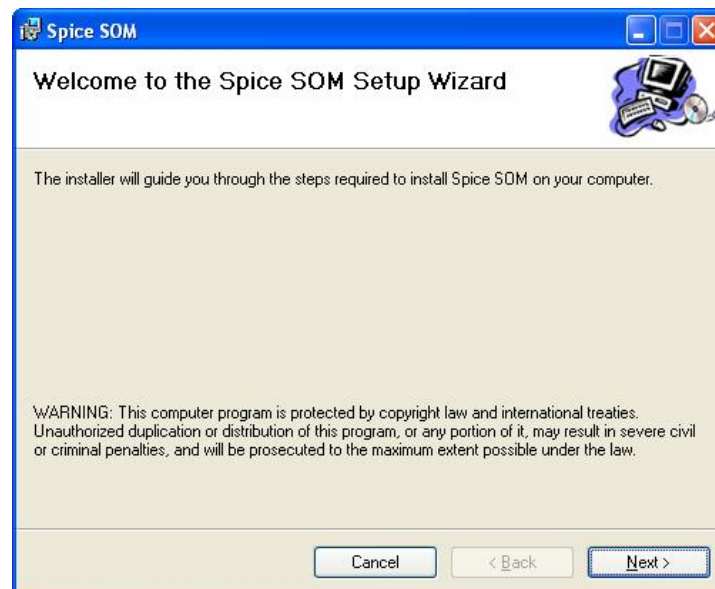 Spice SOM
Welcome to the Spice SOM Setup Wizard
The installer will guide you through the steps required to install Spice SOM on your computer.
WARNING: This computer program is protected by copyright law and international treaties.
Unauthorized duplication or distribution of this program, or any portion of it, may result in severe civil
or criminal penalties, and will be prosecuted to the maximum extent possible under the law.
Cancel
< Back
Next >